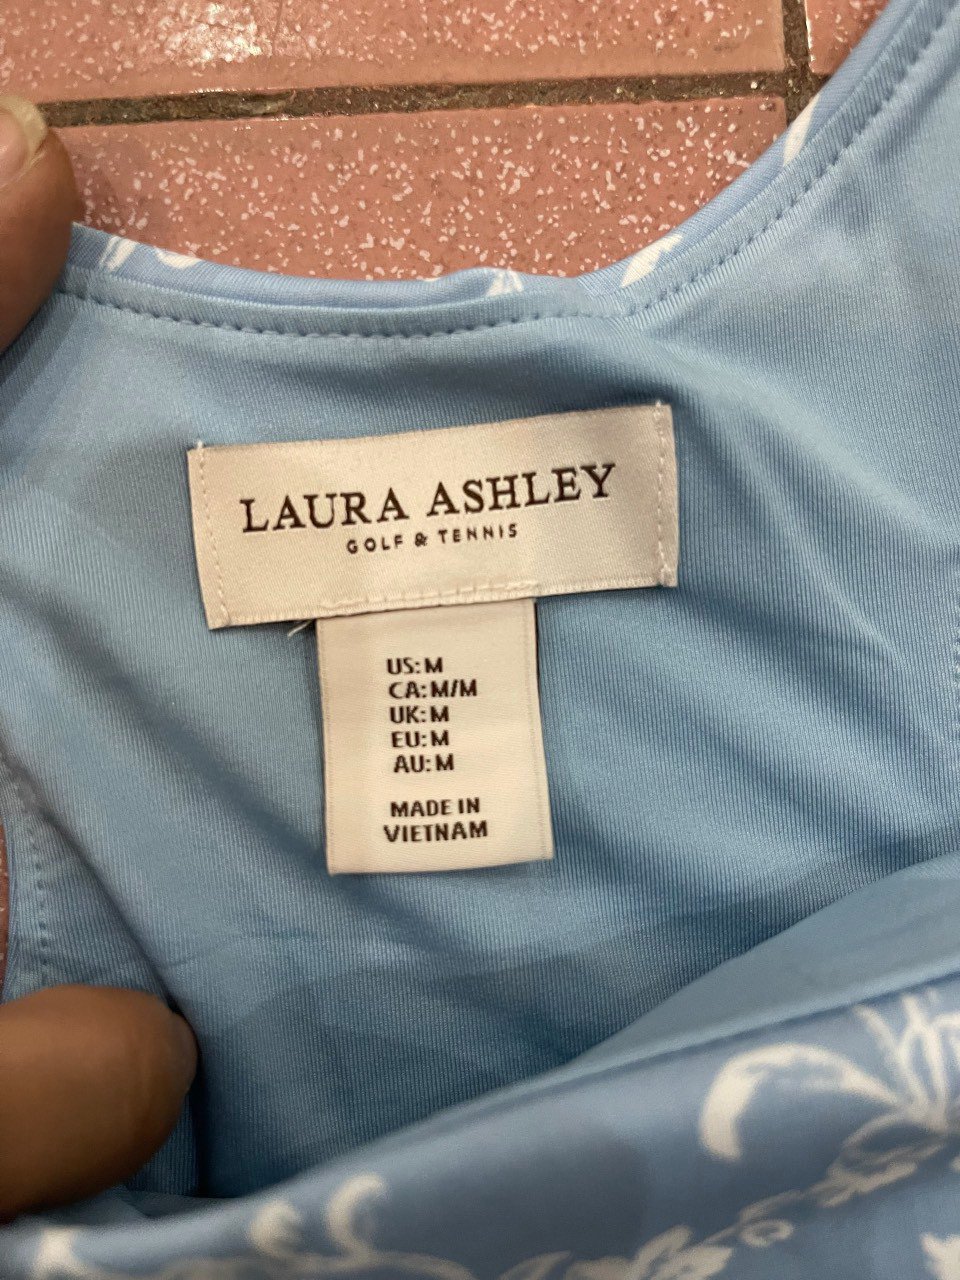 LAURA ASHLEY
GOLF & TENNIS
US: M
CA: M/M
UK: M
EU: M
AU: M
MADE IN
VIETNAM